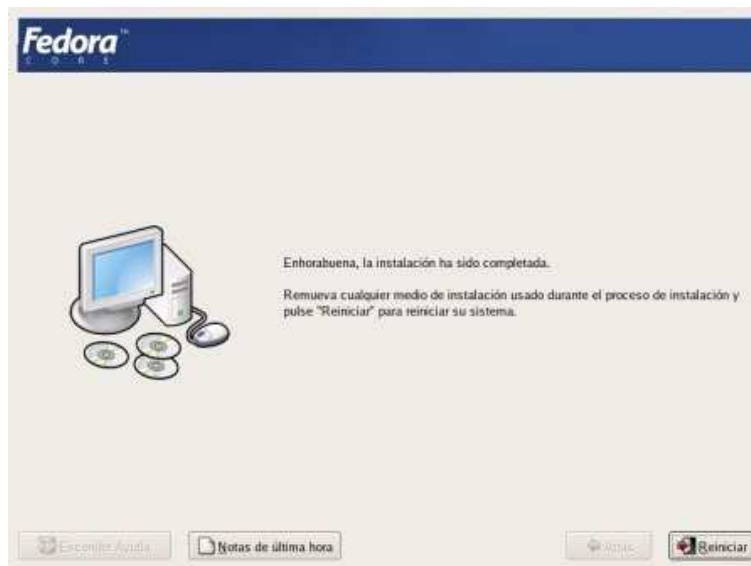 Fedora™
CORE
Enhorabuena, la instalación ha sido completada.
Remueva cualquier medio de instalación usado durante el proceso de instalación y
pulse "Reiniciar" para reiniciar su sistema.
Esconder Ayuda
Notas de última hora
Atrás
Reiniciar